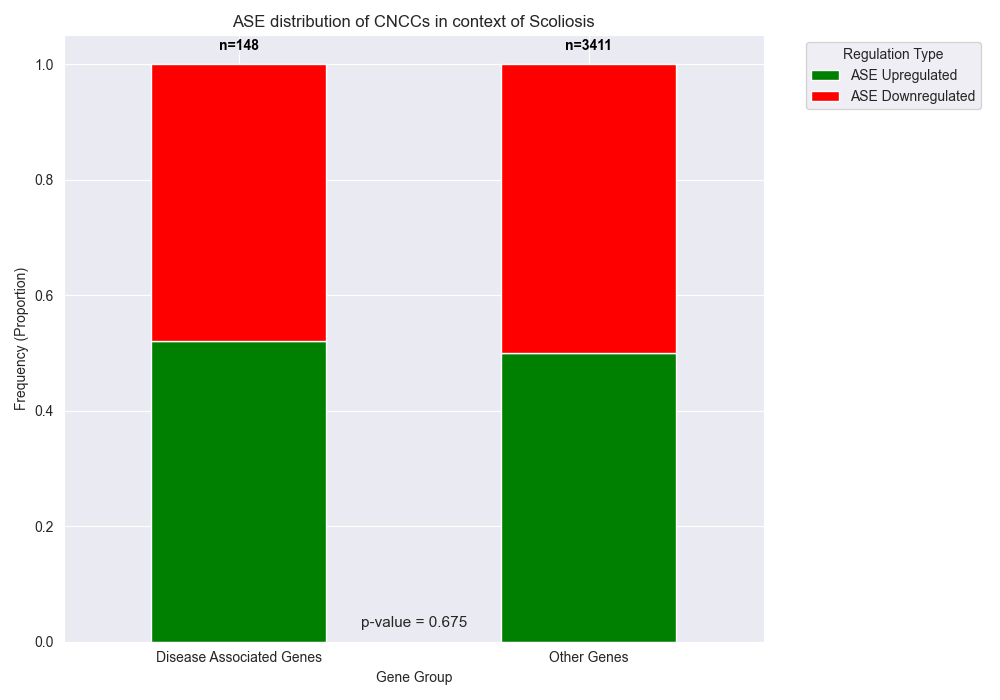 ASE distribution of CNCCs in context of Scoliosis
n=148
n=3411
Regulation Type
ASE Upregulated
ASE Downregulated
1.0
0.8
0.6
0.4
0.2
0.0
Frequency (Proportion)
p-value = 0.675
Disease Associated Genes
Other Genes
Gene Group